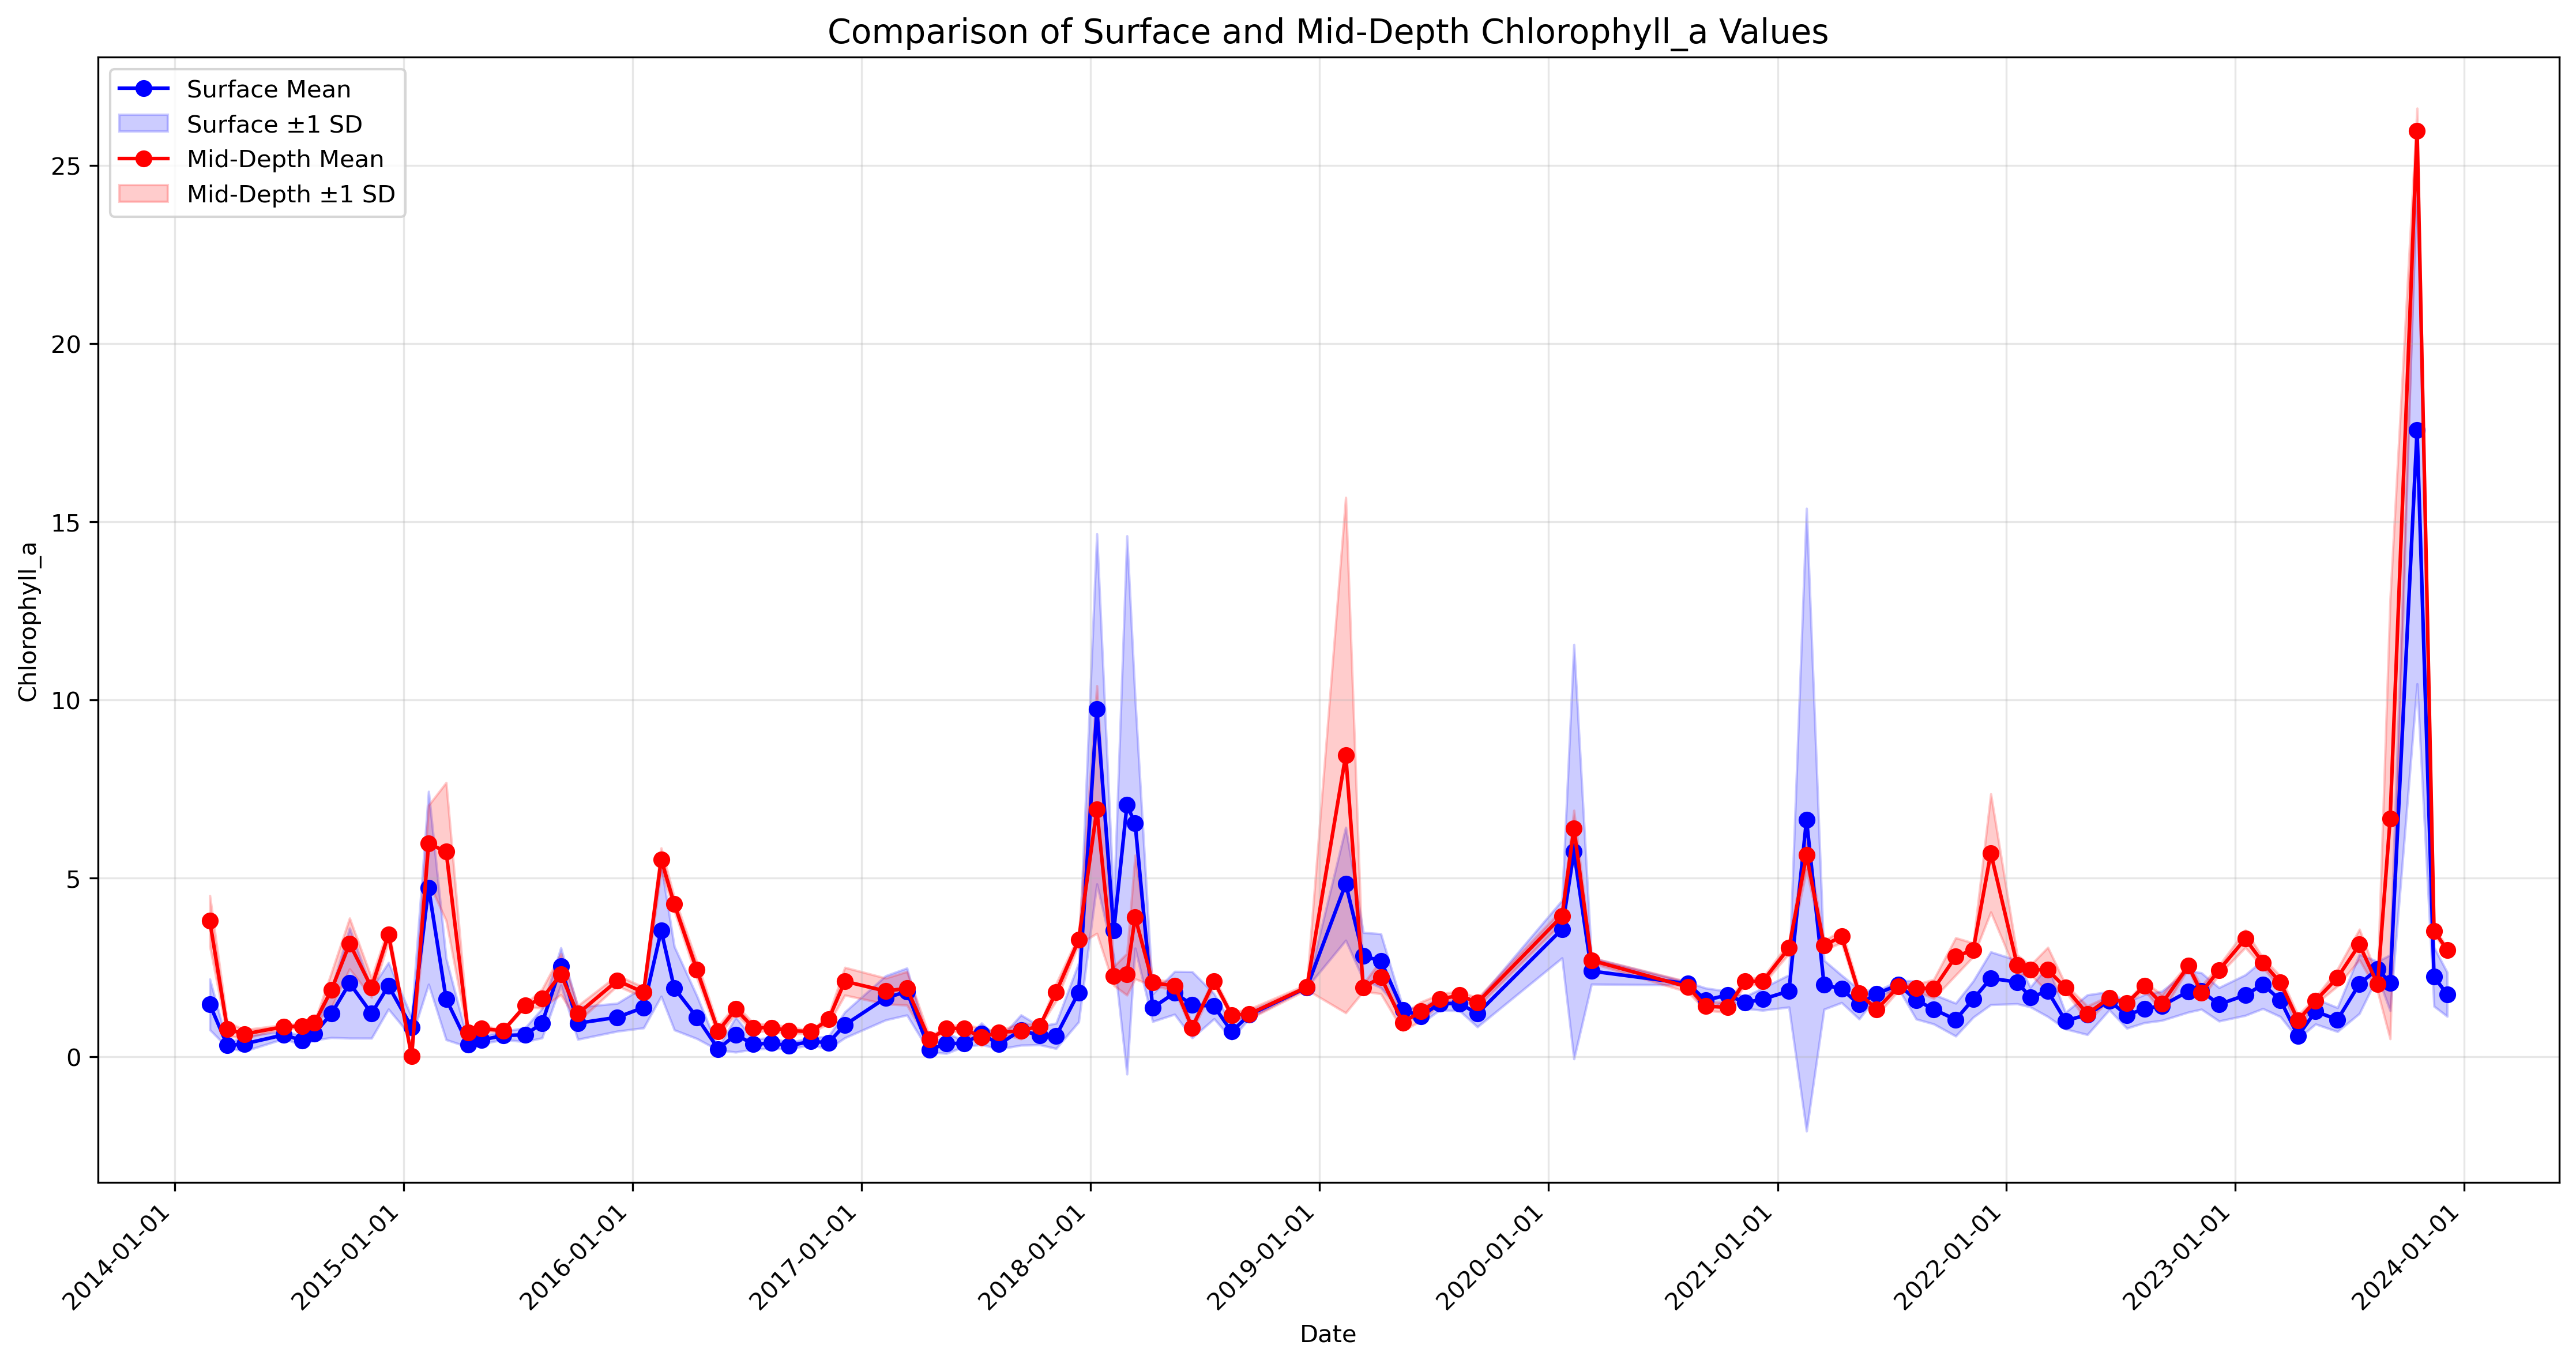 Comparison of Surface and Mid-Depth Chlorophyll_a Values
Surface Mean
Surface ±1 SD
Mid-Depth Mean
Mid-Depth ±1 SD
25
20
15
10
5
0
Chlorophyll_a
2014-01-01
2015-01-01
2016-01-01
2017-01-01
2018-01-01
2019-01-01
2020-01-01
2021-01-01
2022-01-01
2023-01-01
2024-01-01
Date